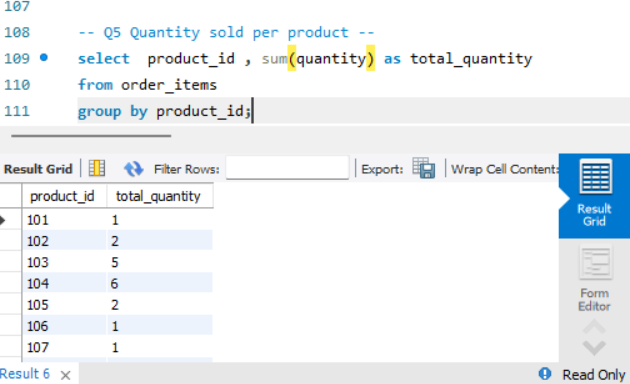 107
108 -- Q5 Quantity sold per product --
109 select product_id , sum(quantity) as total_quantity
110 from order_items
111 group by product_id;
Result Grid Filter Rows: Export: Wrap Cell Content:
product_id total_quantity
101 1
102 2
103 5
104 6
105 2
106 1
107 1
Result Grid
Form Editor
Result 6 × Read Only